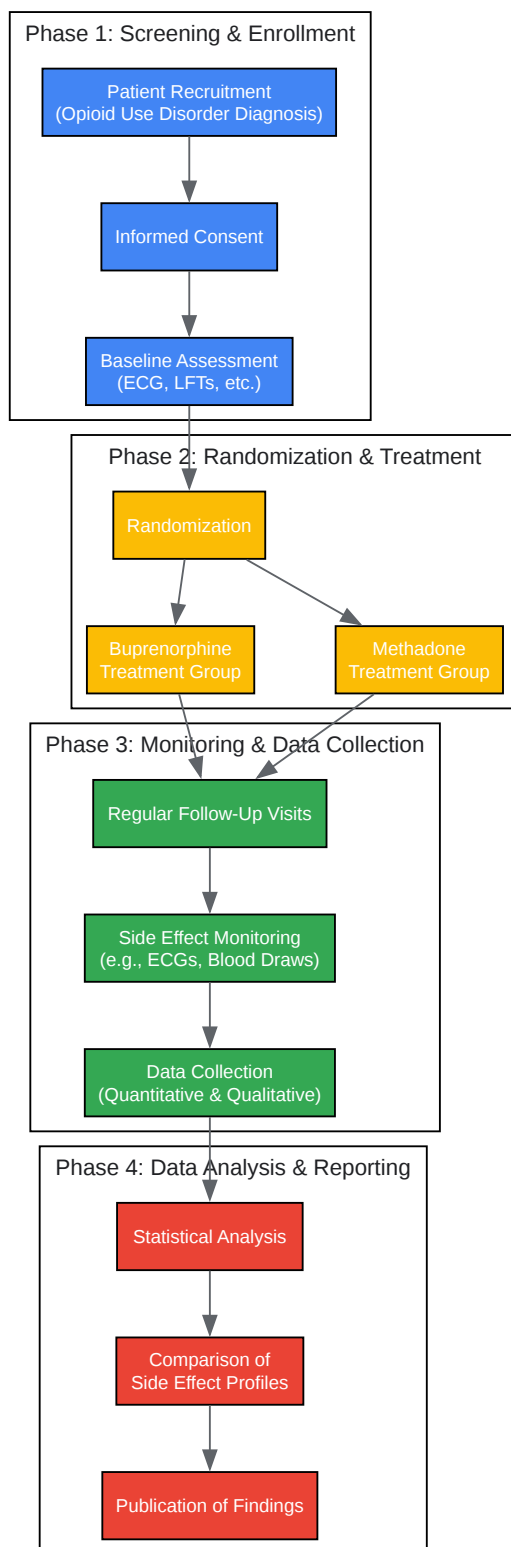 Phase 1: Screening & Enrollment
Patient Recruitment
(Opioid Use Disorder Diagnosis)
Informed Consent
Baseline Assessment
(ECG, LFTs, etc.)
Phase 2: Randomization & Treatment
Randomization
Buprenorphine
Treatment Group
Methadone
Treatment Group
Phase 3: Monitoring & Data Collection
Regular Follow-Up Visits
Side Effect Monitoring
(e.g., ECGs, Blood Draws)
Data Collection
(Quantitative & Qualitative)
Phase 4: Data Analysis & Reporting
Statistical Analysis
Comparison of
Side Effect Profiles
Publication of Findings